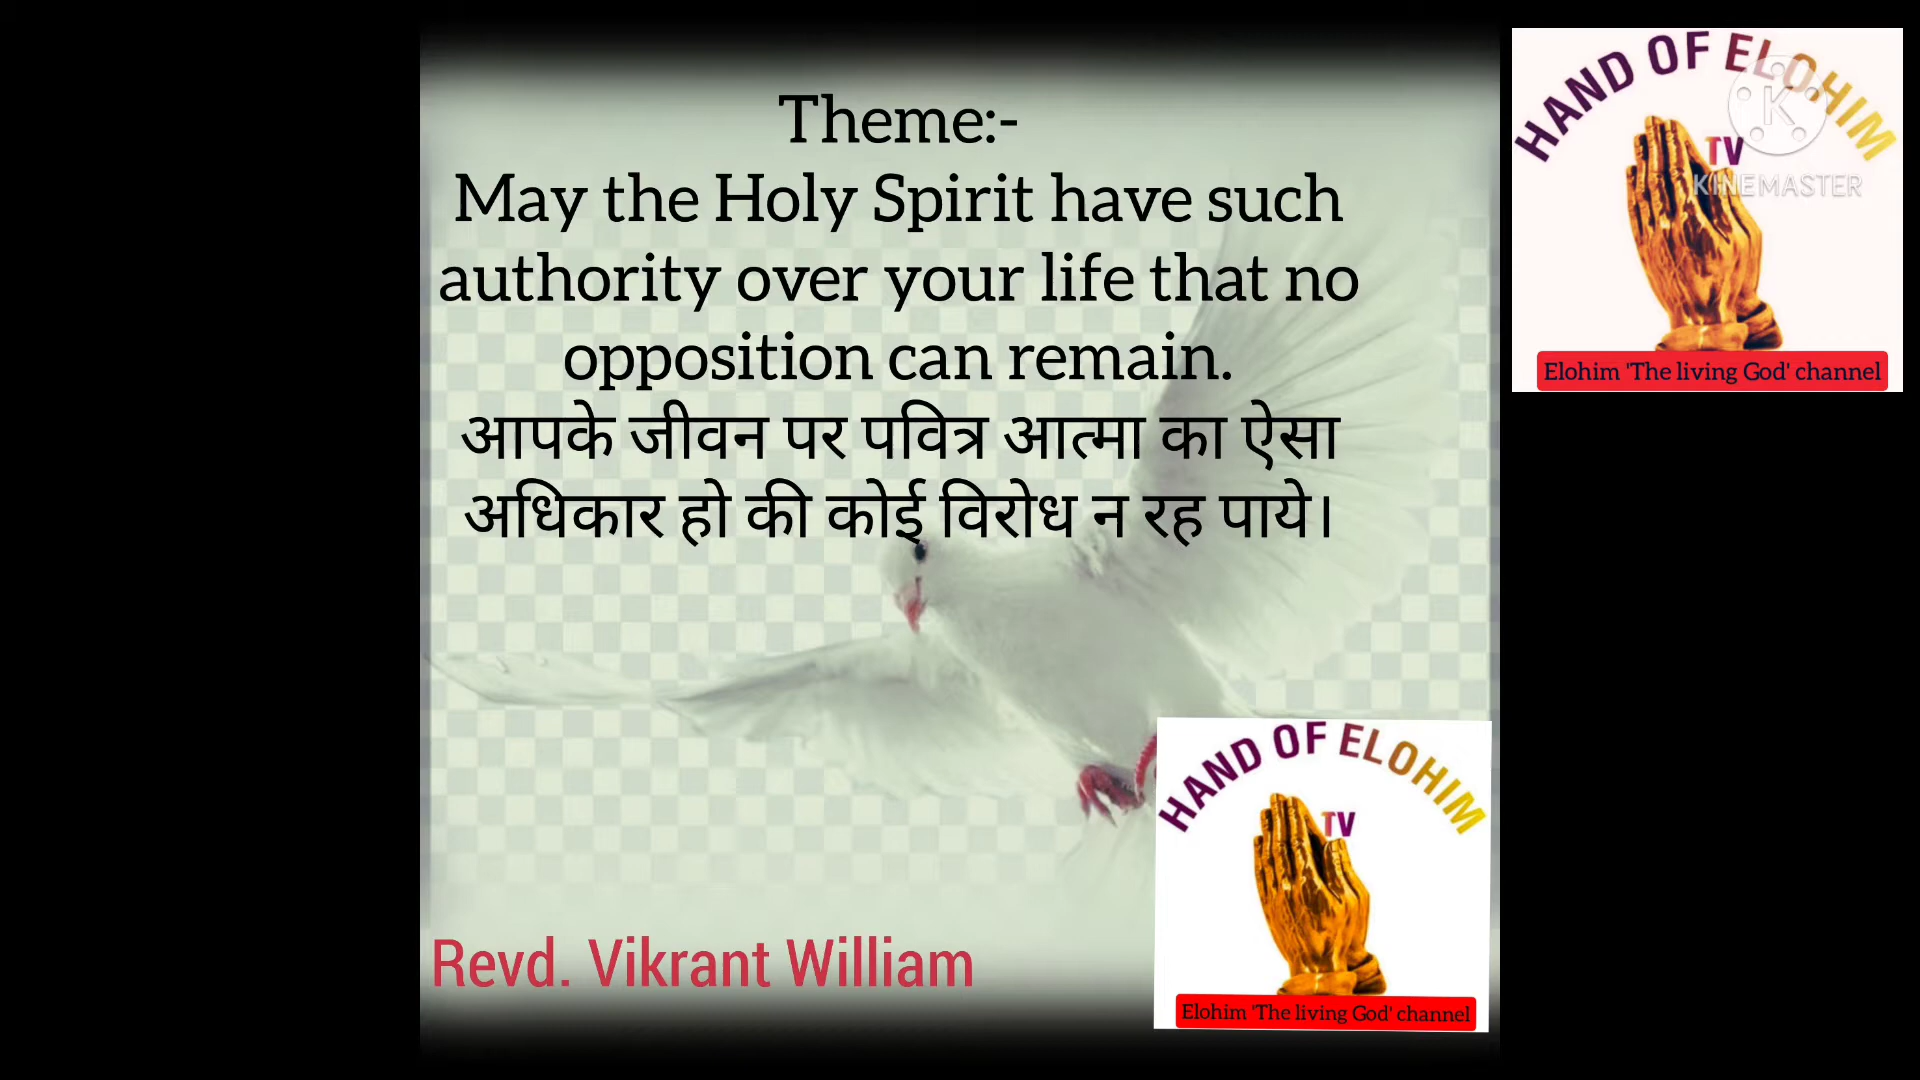 Theme:-
May the Holy Spirit have such
authority over your life that no
opposition can remain.
आपके जीवन पर पवित्र आत्मा का ऐसा
अधिकार हो की कोई विरोध न रह पाये।
Revd. Vikrant William
HAND OF ELOHIM
TV
KINEMASTER
Elohim 'The living God' channel
HAND OF ELOHIM
TV
Elohim 'The living God' channel